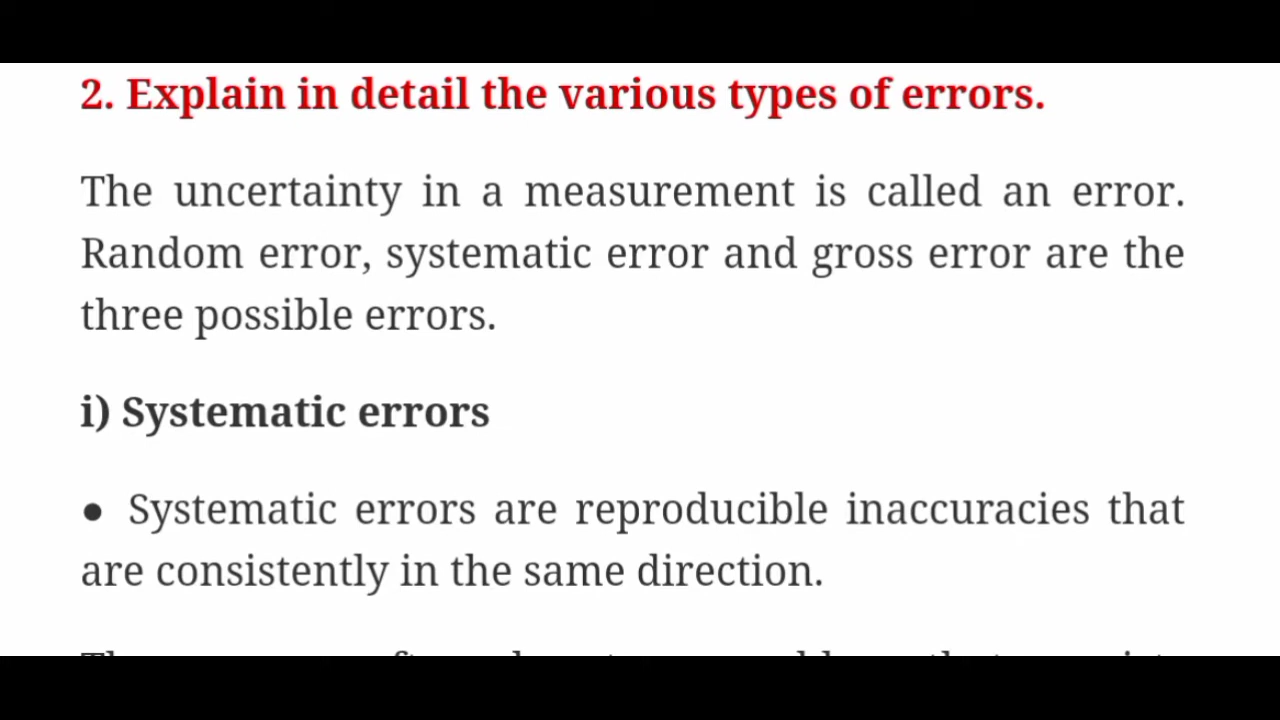 2. Explain in detail the various types of errors.
The uncertainty in a measurement is called an error.
Random error, systematic error and gross error are the
three possible errors.
i) Systematic errors
● Systematic errors are reproducible inaccuracies that
are consistently in the same direction.